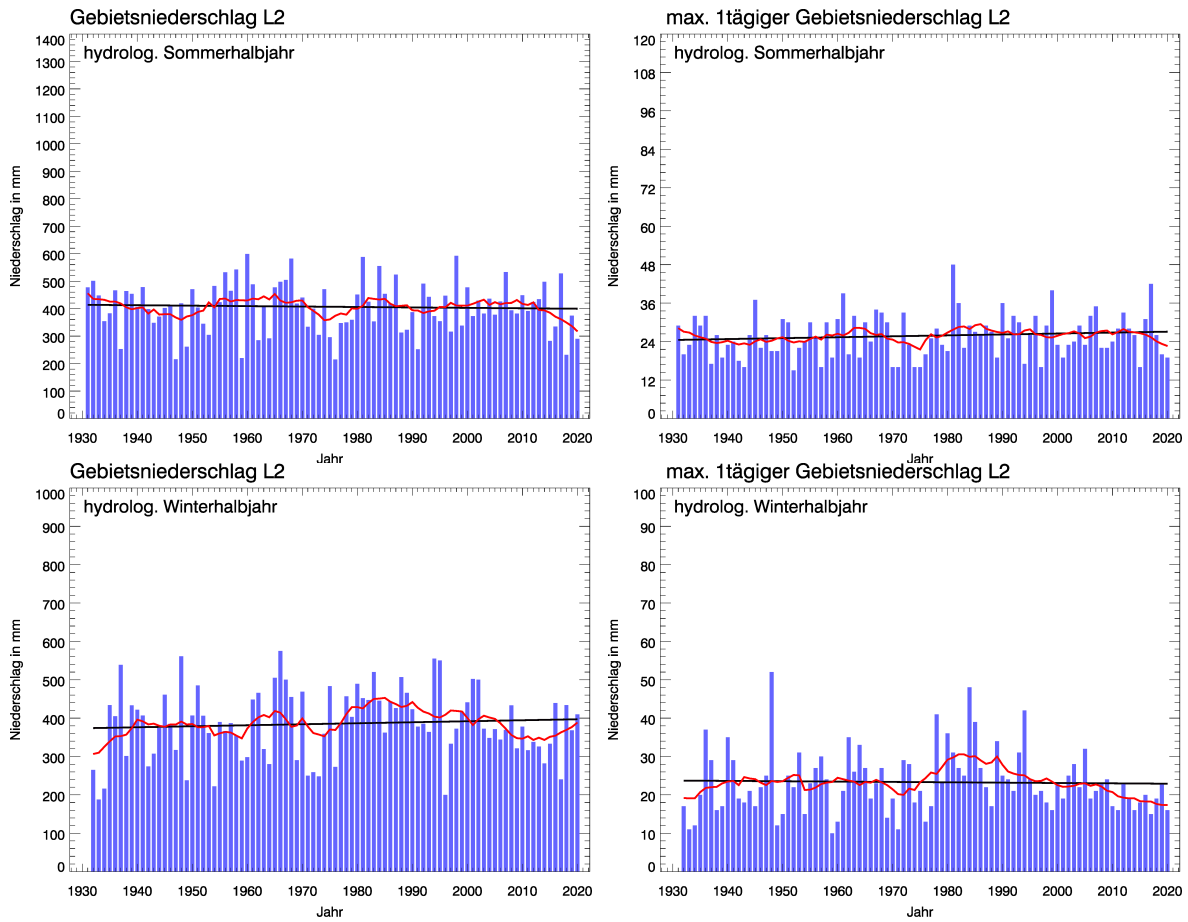 Gebietsniederschlag L2
hydrolog. Sommerhalbjahr
Niederschlag in mm
1400
1300
1200
1100
1000
900
800
700
600
500
400
300
200
100
0
1930 1940 1950 1960 1970 1980 1990 2000 2010 2020
Jahr
max. 1tägiger Gebietsniederschlag L2
hydrolog. Sommerhalbjahr
Niederschlag in mm
120
108
96
84
72
60
48
36
24
12
0
1930 1940 1950 1960 1970 1980 1990 2000 2010 2020
Jahr
Gebietsniederschlag L2
hydrolog. Winterhalbjahr
Niederschlag in mm
1000
900
800
700
600
500
400
300
200
100
0
1930 1940 1950 1960 1970 1980 1990 2000 2010 2020
Jahr
max. 1tägiger Gebietsniederschlag L2
hydrolog. Winterhalbjahr
Niederschlag in mm
100
90
80
70
60
50
40
30
20
10
0
1930 1940 1950 1960 1970 1980 1990 2000 2010 2020
Jahr